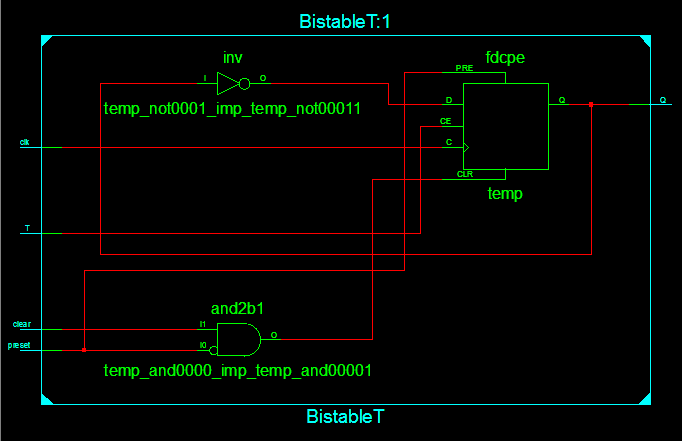 BistableT:1
inv
fdcpe
PRE
I
O
temp_not0001_imp_temp_not00011
D
Q
Q
CE
clk
C
CLR
temp
T
and2b1
clear
I1
O
preset
I0
temp_and0000_imp_temp_and00001
BistableT